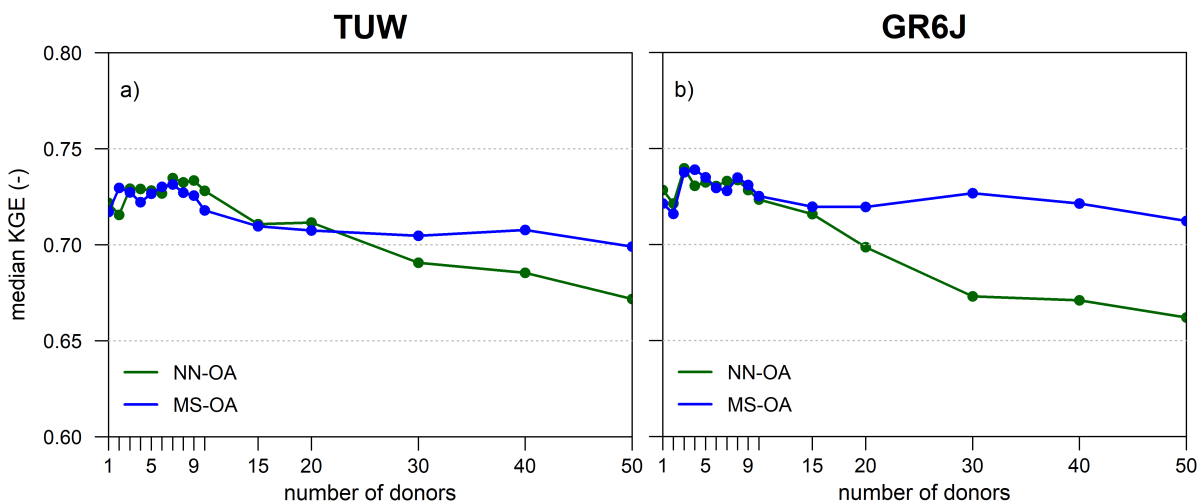 TUW
GR6J
median KGE (-)
0.80
0.75
0.70
0.65
0.60
a)
NN-OA
MS-OA
1 5 9 15 20 30 40 50
number of donors
b)
NN-OA
MS-OA
1 5 9 15 20 30 40 50
number of donors